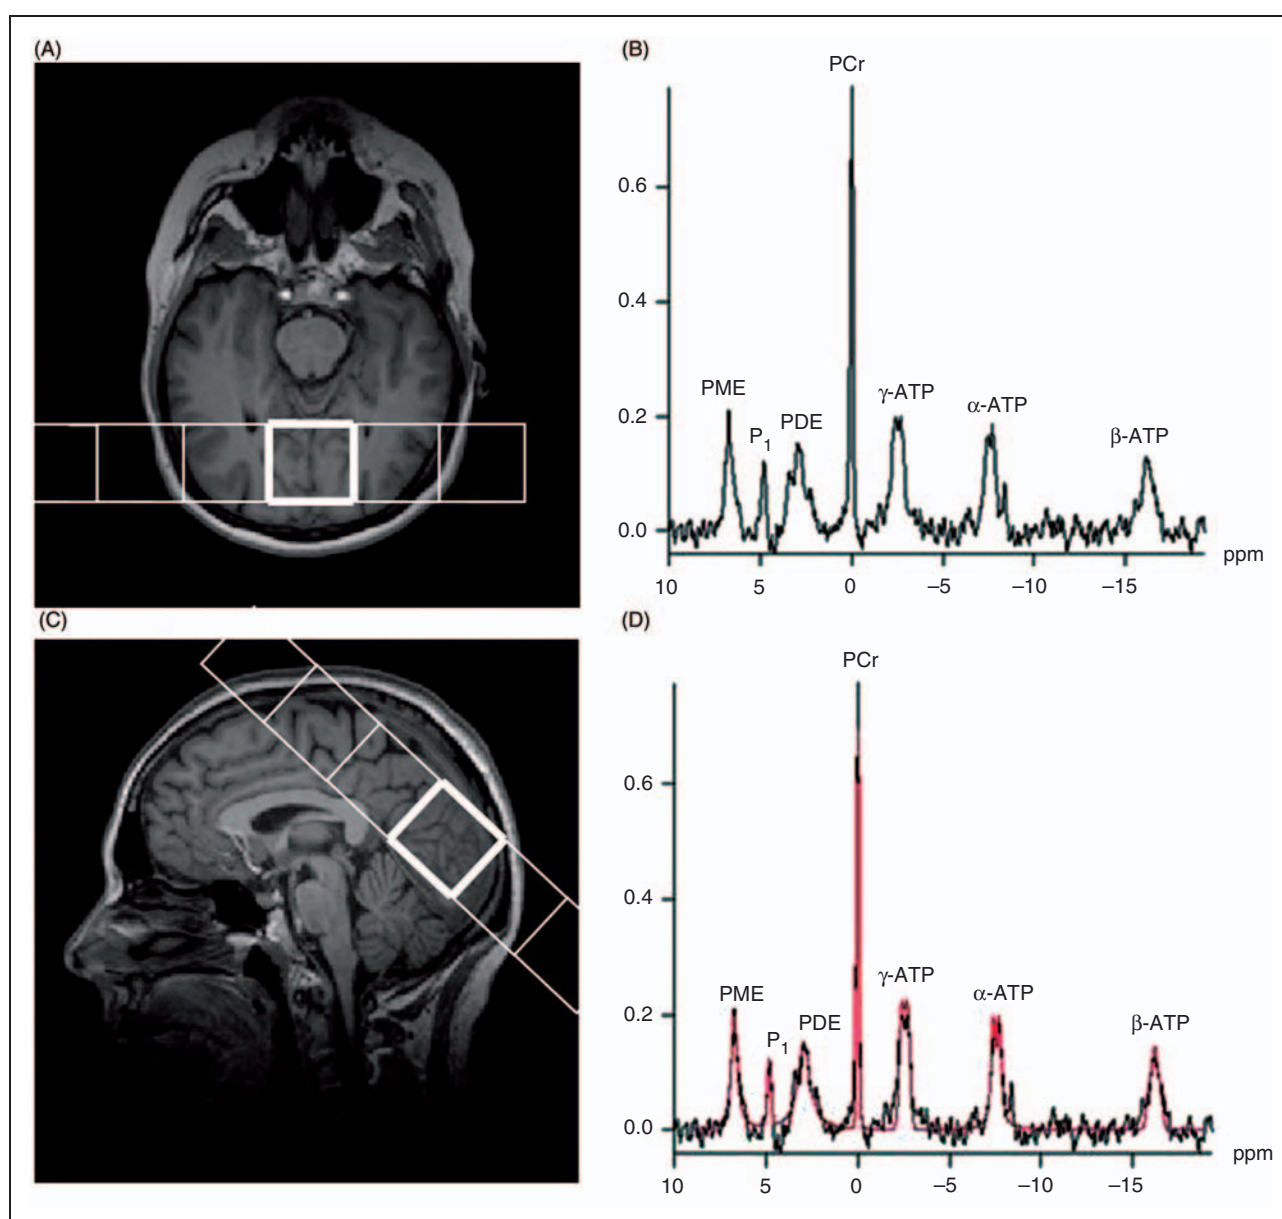 (A)
(B)
PCr
0.6
0.4
PME
γ-ATP
α-ATP
0.2
P1
PDE
β-ATP
0.0
ppm
10 5 0 –5 –10 –15
(C)
(D)
PCr
0.6
0.4
γ-ATP
PME
α-ATP
0.2
P1
PDE
β-ATP
0.0
ppm
10 5 0 –5 –10 –15